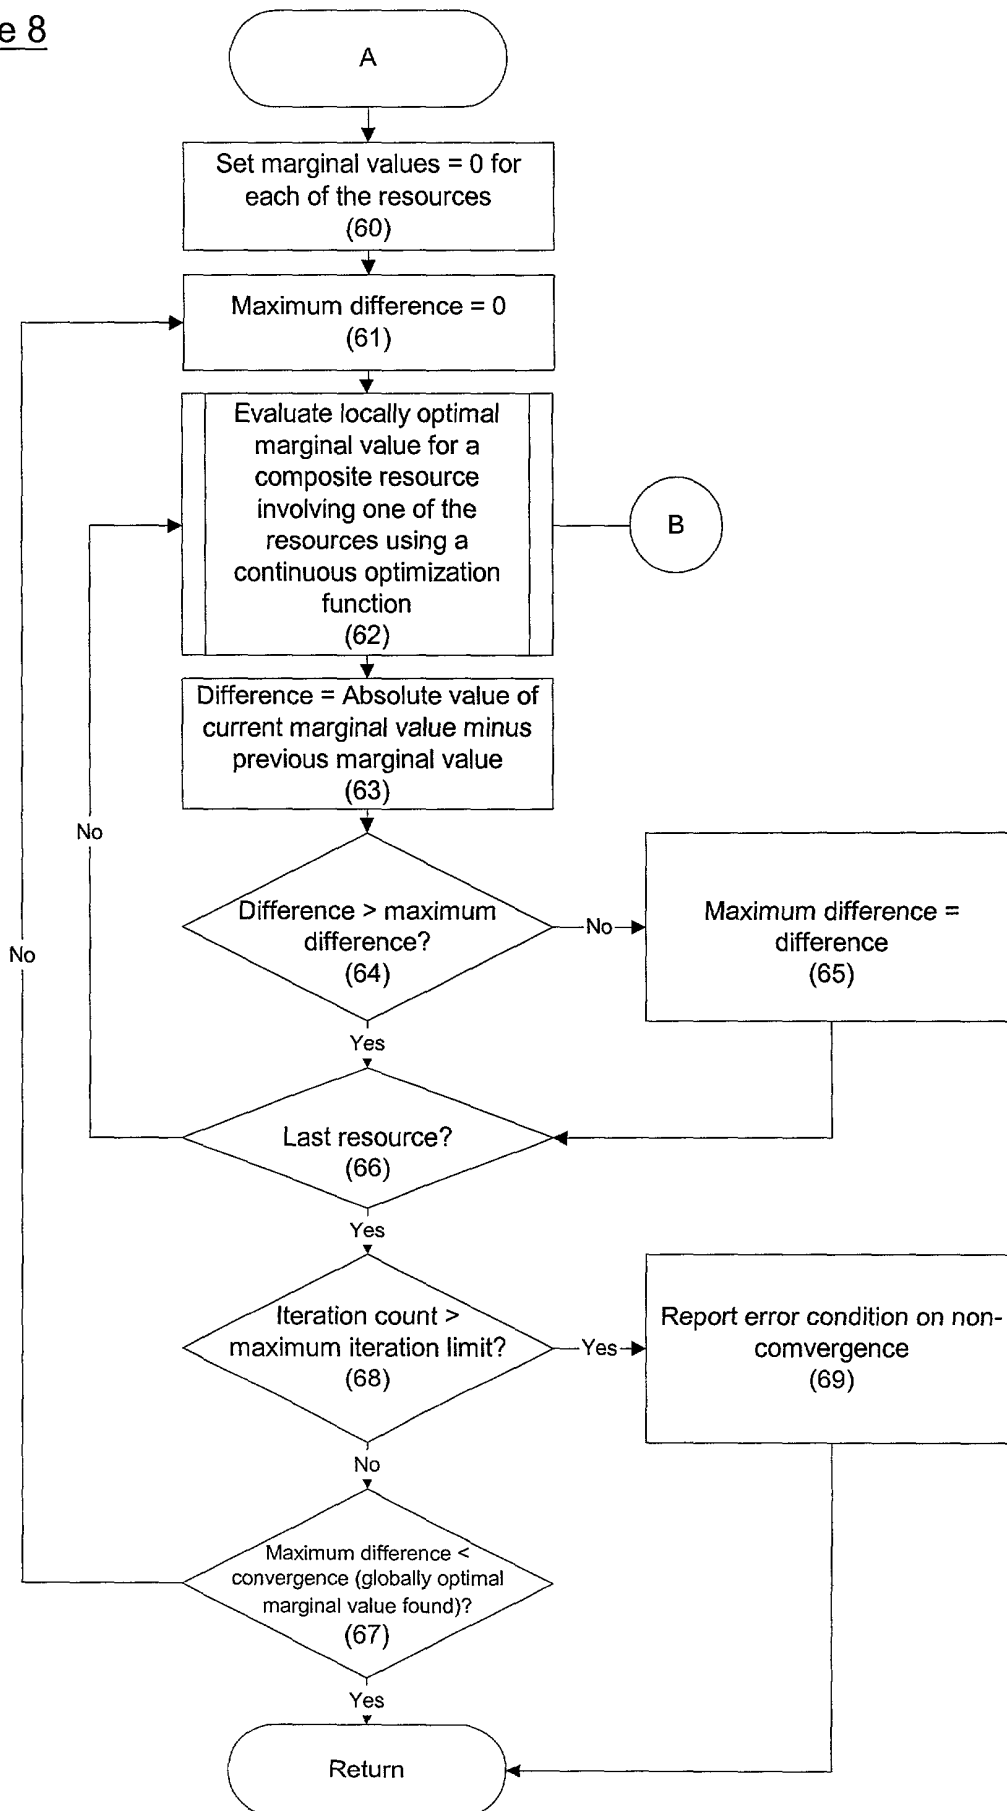 e 8
A
Set marginal values = 0 for
each of the resources
(60)
Maximum difference = 0
(61)
Evaluate locally optimal
marginal value for a
composite resource
involving one of the
resources using a
continuous optimization
function
(62)
B
Difference = Absolute value of
current marginal value minus
previous marginal value
(63)
No
No
Difference > maximum
difference?
(64)
No
Maximum difference =
difference
(65)
Yes
Last resource?
(66)
Yes
Iteration count >
maximum iteration limit?
(68)
Yes
Report error condition on non-
comvergence
(69)
No
Maximum difference <
convergence (globally optimal
marginal value found)?
(67)
Yes
Return